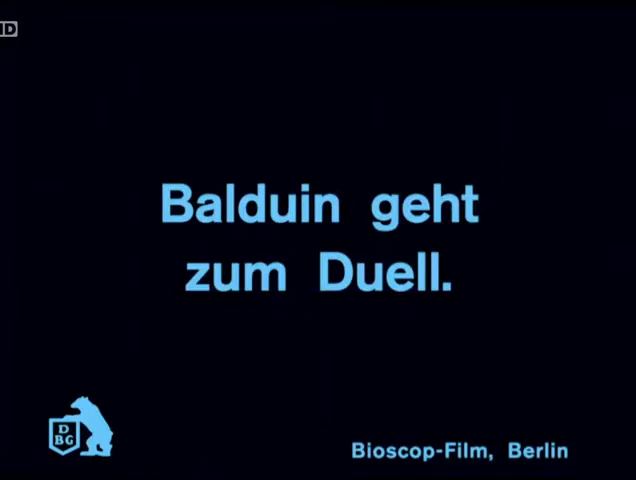 D
Balduin geht
zum Duell.
D
BG
Bioscop-Film, Berlin